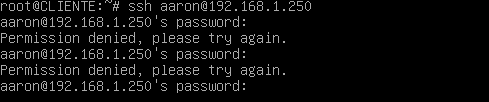 root@CLIENTE:~# ssh aaron@192.168.1.250
aaron@192.168.1.250's password:
Permission denied, please try again.
aaron@192.168.1.250's password:
Permission denied, please try again.
aaron@192.168.1.250's password: